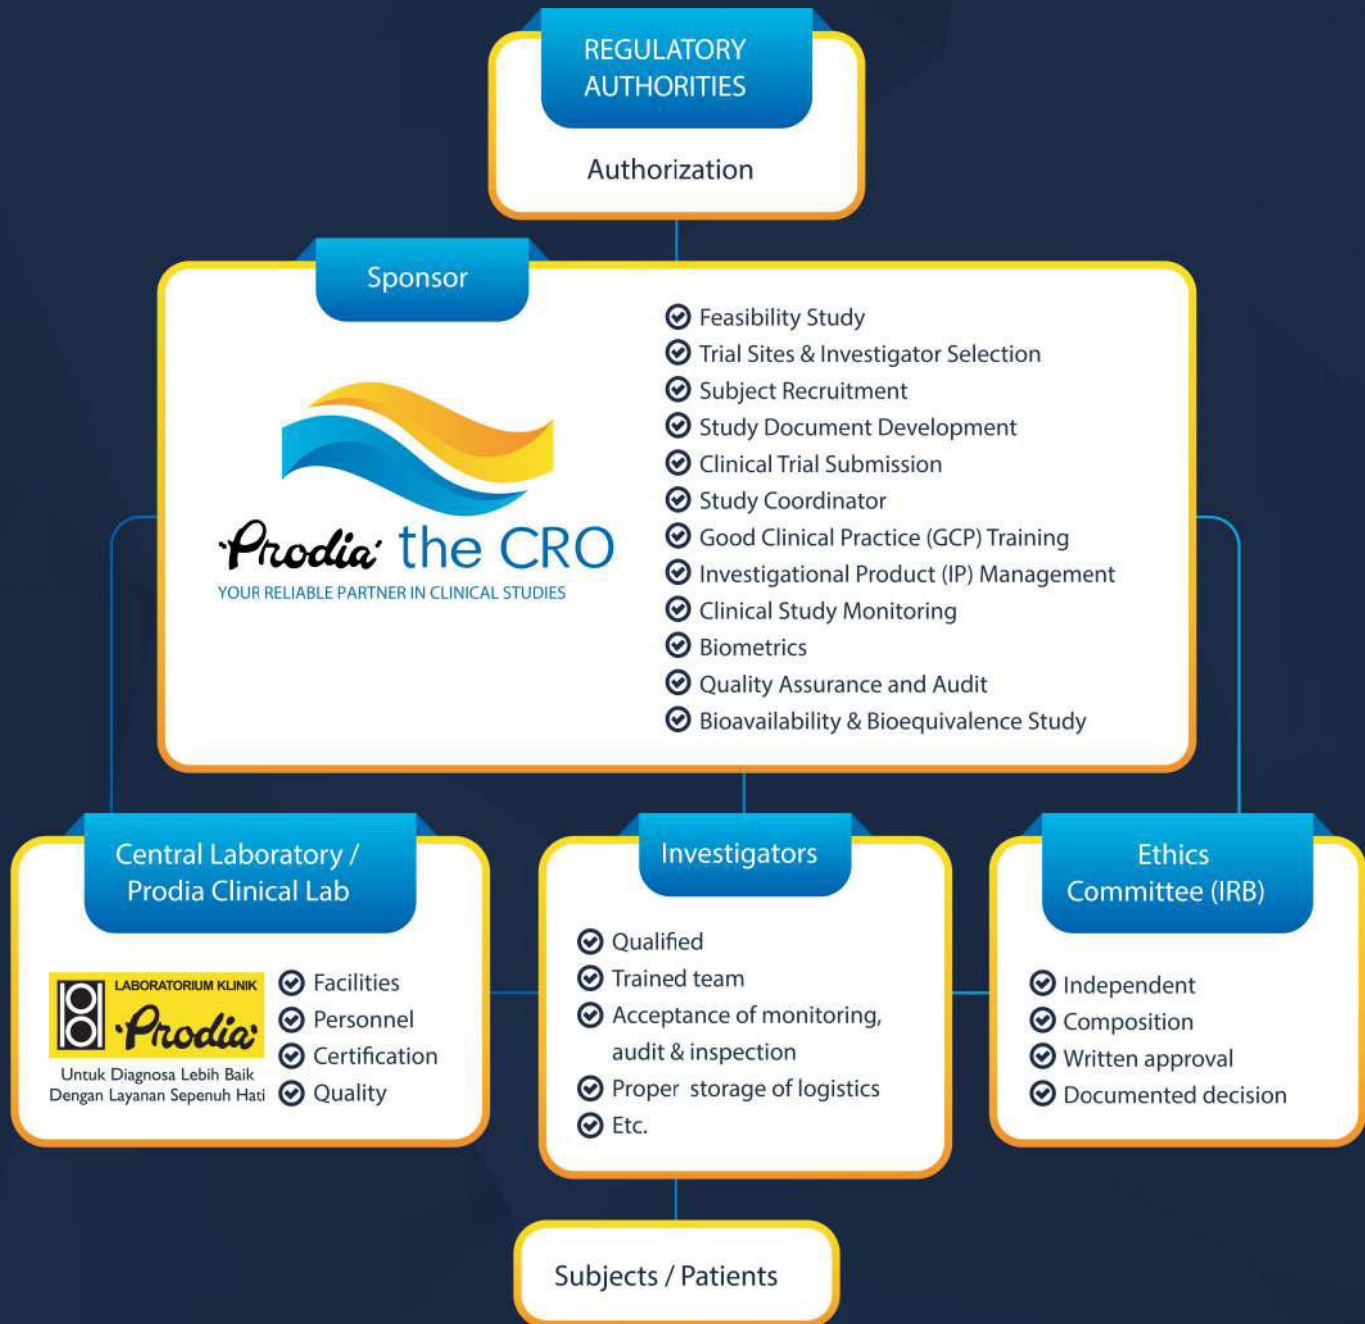 REGULATORY
AUTHORITIES
Authorization
Sponsor
Prodia the CRO
YOUR RELIABLE PARTNER IN CLINICAL STUDIES
Feasibility Study
Trial Sites & Investigator Selection
Subject Recruitment
Study Document Development
Clinical Trial Submission
Study Coordinator
Good Clinical Practice (GCP) Training
Investigational Product (IP) Management
Clinical Study Monitoring
Biometrics
Quality Assurance and Audit
Bioavailability & Bioequivalence Study
Central Laboratory /
Prodia Clinical Lab
LABORATORIUM KLINIK
Prodia
Untuk Diagnosa Lebih Baik
Dengan Layanan Sepenuh Hati
Facilities
Personnel
Certification
Quality
Investigators
Qualified
Trained team
Acceptance of monitoring,
audit & inspection
Proper storage of logistics
Etc.
Ethics
Committee (IRB)
Independent
Composition
Written approval
Documented decision
Subjects / Patients